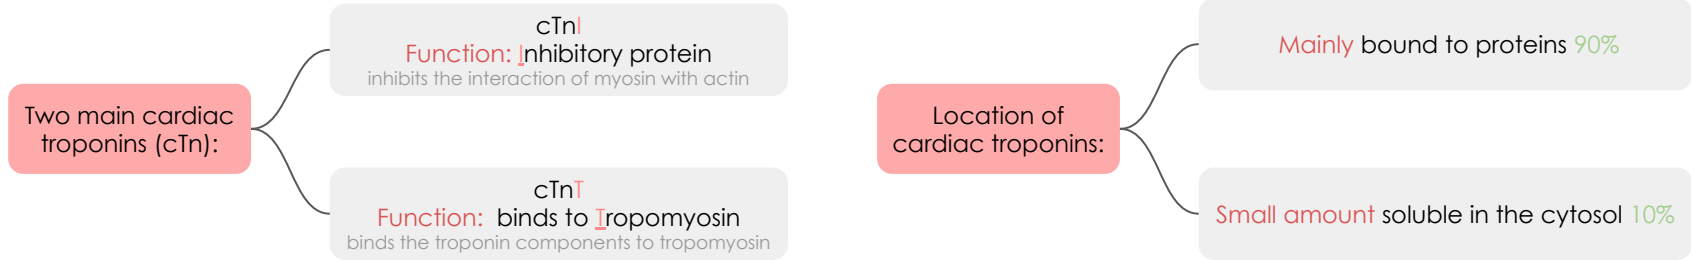 Two main cardiac
troponins (cTn):
cTnI
Function: Inhibitory protein
inhibits the interaction of myosin with actin
cTnT
Function:  binds to Tropomyosin
binds the troponin components to tropomyosin
Location of
cardiac troponins:
Mainly bound to proteins 90%
Small amount soluble in the cytosol 10%